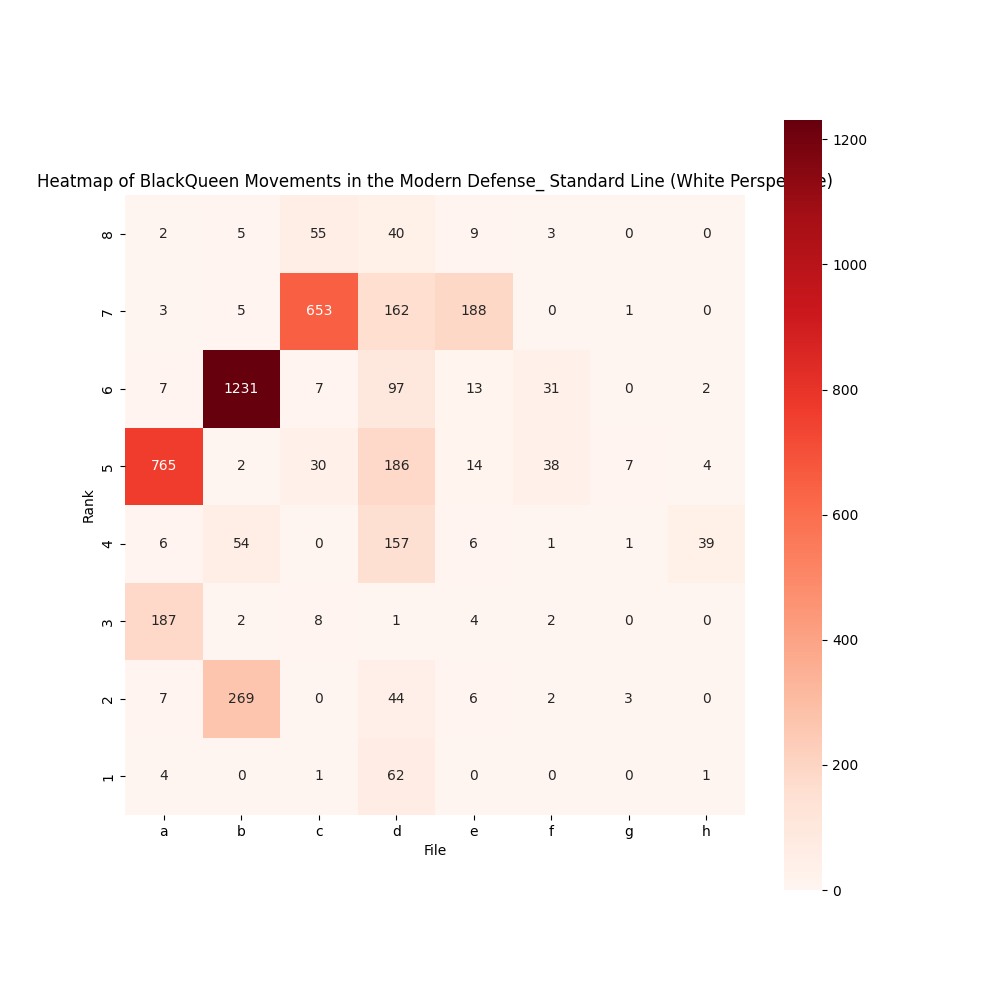 Heatmap of BlackQueen Movements in the Modern Defense_ Standard Line (White Perspe e)
8 2 5 55 40 9 3 0 0
7 3 5 653 162 188 0 1 0
6 7 1231 7 97 13 31 0 2
5 765 2 30 186 14 38 7 4
4 6 54 0 157 6 1 1 39
3 187 2 8 1 4 2 0 0
2 7 269 0 44 6 2 3 0
1 4 0 1 62 0 0 0 1
Rank
a b c d e f g h
File
1200
1000
800
600
400
200
0